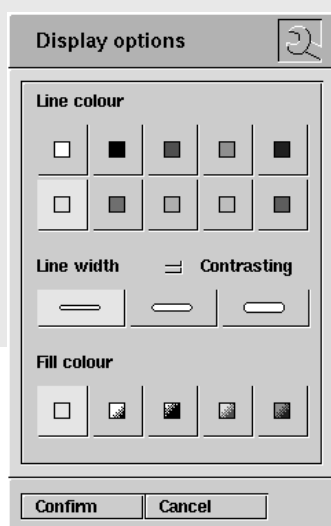 Display options
Line colour
Line width Contrasting
Fill colour
Confirm Cancel